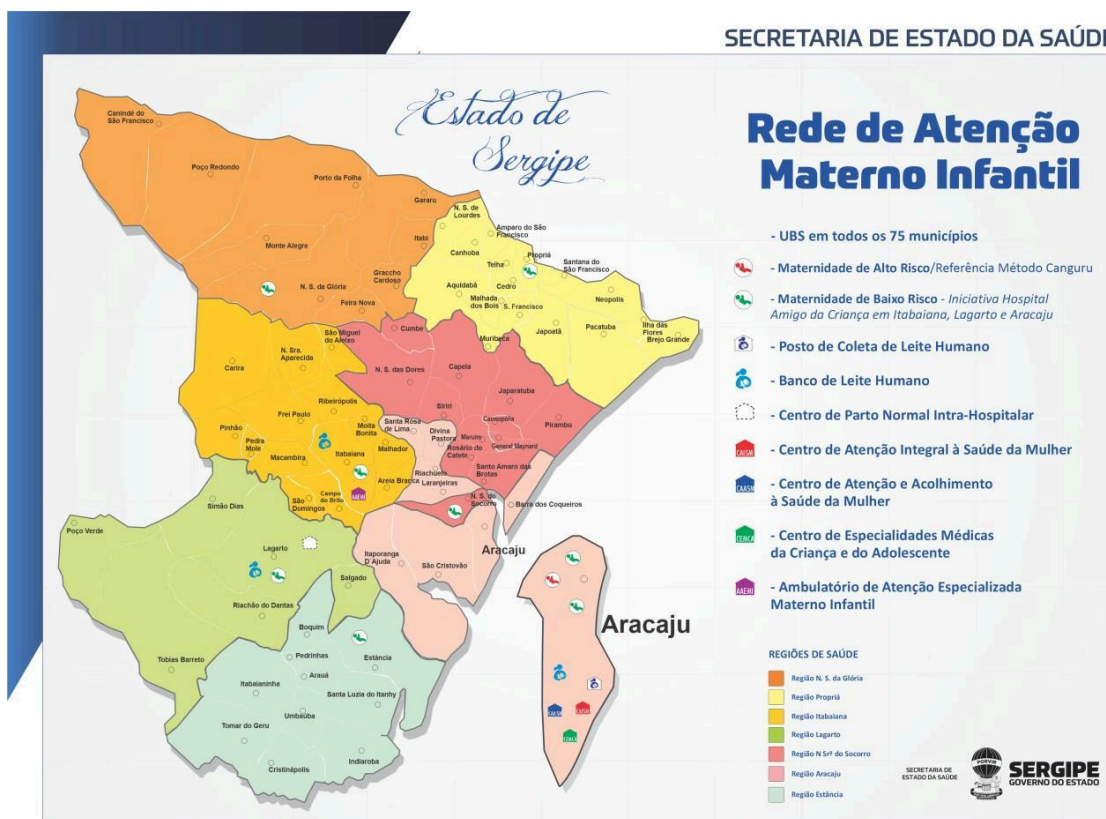 SECRETARIA DE ESTADO DA SAÚDE
Estado de
Sergipe
Rede de Atenção
Materno Infantil
- UBS em todos os 75 municípios
- Maternidade de Alto Risco/Referência Método Canguru
- Maternidade de Baixo Risco - Iniciativa Hospital
Amigo da Criança em Itabaiana, Lagarto e Aracaju
- Posto de Coleta de Leite Humano
- Banco de Leite Humano
- Centro de Parto Normal Intra-Hospitalar
CAISM
- Centro de Atenção Integral à Saúde da Mulher
CAASM
- Centro de Atenção e Acolhimento
à Saúde da Mulher
CEMCA
- Centro de Especialidades Médicas
da Criança e do Adolescente
AAEMI
- Ambulatório de Atenção Especializada
Materno Infantil
REGIÕES DE SAÚDE
Região N. S. da Glória
Região Propriá
Região Itabaiana
Região Lagarto
Região N Srª do Socorro
Região Aracaju
Região Estância
SECRETARIA DE
ESTADO DA SAÚDE
SERGIPE
GOVERNO DO ESTADO
Canindé do
São Francisco
Poço Redondo
Porto da Folha
Gararu
Monte Alegre
Itabi
N. S. da Glória
Graccho
Cardoso
Feira Nova
N. S. de
Lourdes
Amparo do São
Francisco
Canhoba
Telha
Propriá
Santana do
São Francisco
Aquidabã
Cedro
Malhada
dos Bois
S. Francisco
Neopolis
Japoatã
Pacatuba
Ilha das
Flores
Brejo Grande
Muribeca
São Miguel
do Aleixo
Cumbe
Carira
N. Sra.
Aparecida
N. S. das Dores
Capela
Japaratuba
Ribeirópolis
Siriri
Carmópolis
Pirambu
Frei Paulo
Moita
Bonita
Santa Rosa
de Lima
Divina
Pastora
Maruim
General Maynard
Rosário do
Catete
Pinhão
Pedra
Mole
Macambira
Itabaiana
Malhador
Riachuelo
Santo Amaro das
Brotas
Areia Branca
Laranjeiras
AAEMI
São
Domingos
Campo
do Brito
N. S. do
Socorro
Barra dos Coqueiros
Simão Dias
Poço Verde
Lagarto
Itaporanga
D'Ajuda
São Cristovão
Aracaju
Salgado
Riachão do Dantas
Boquim
Pedrinhas
Estância
Tobias Barreto
Arauá
Itabaianinha
Santa Luzia do Itanhy
Umbaúba
Tomar do Geru
Cristinápolis
Indiaroba
Aracaju
CAASM
CAISM
CEMCA